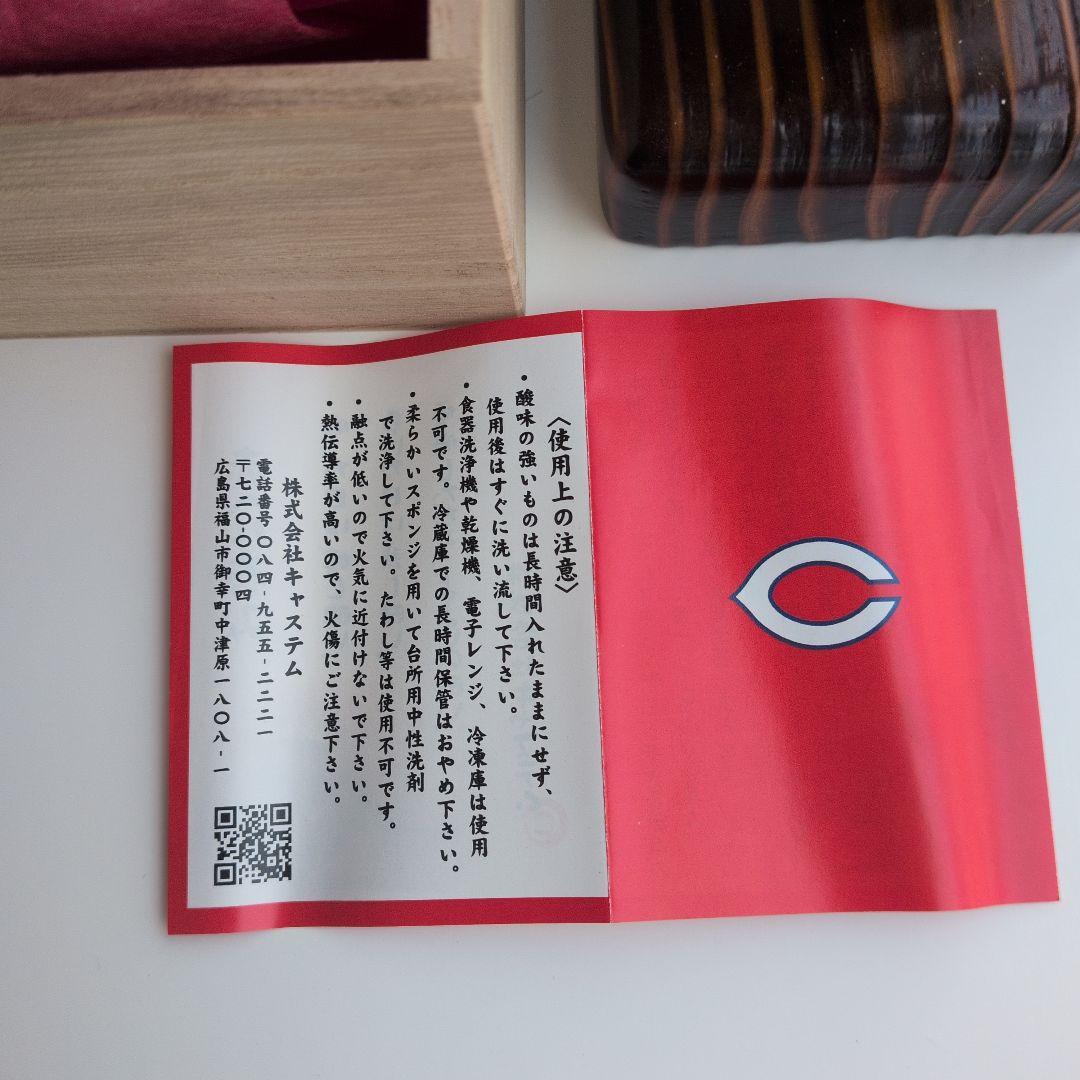 〈使用上の注意〉
・酸味の強いものは長時間入れたままにせず、
使用後はすぐに洗い流して下さい。
・食器洗浄機や乾燥機、電子レンジ、冷凍庫は使用
不可です。冷蔵庫での長時間保管はおやめ下さい。
・柔らかいスポンジを用いて台所用中性洗剤
で洗浄して下さい。たわし等は使用不可です。
・融点が低いので火気に近付けないで下さい。
・熱伝導率が高いので、火傷にご注意下さい。
株式会社キャステム
電話番号 〇八四-九五五-二二二一
〒七二〇-〇〇〇四
広島県福山市御幸町中津原一八〇八-一
C